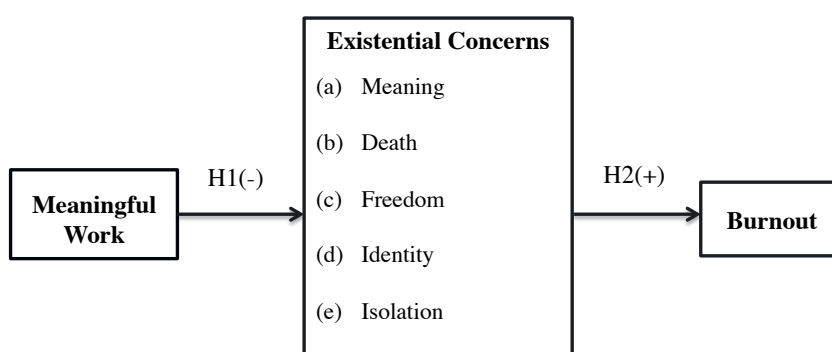 Existential Concerns
(a) Meaning
(b) Death
(c) Freedom
(d) Identity
(e) Isolation
Meaningful
Work
H1(-)
H2(+)
Burnout